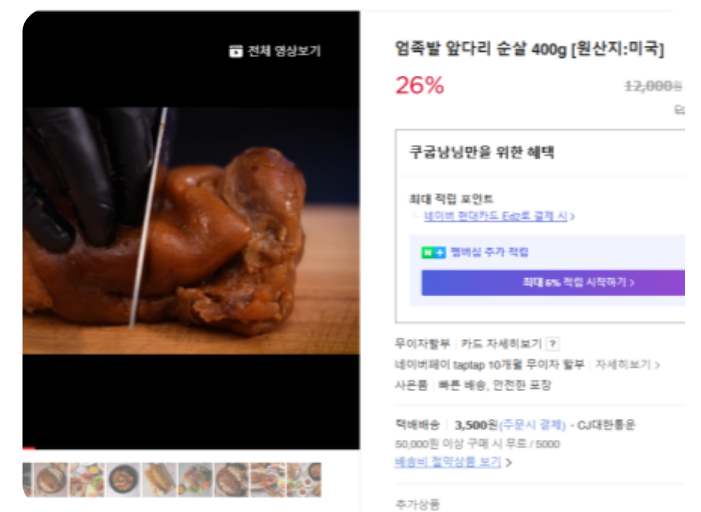 전체 영상보기
엄족발 앞다리 순살 400g [원산지:미국]
26%
12,000원
쿠굽낭님만을 위한 혜택
최대 적립 포인트
네이버 현대카드 Ed2로 결제 시 >
N + 멤버십 추가 적립
최대 6% 적립 시작하기 >
무이자할부 카드 자세히보기 ?
네이버페이 taptap 10개월 무이자 할부 자세히보기 >
사은품 빠른 배송, 안전한 포장
택배배송 3,500원(주문시 결제) · CJ대한통운
50,000원 이상 구매 시 무료 / 5000
배송비 절약상품 보기 >
추가상품